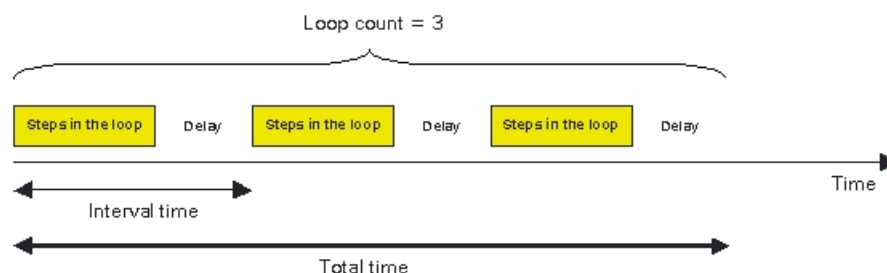 Loop count = 3
Steps in the loop Delay Steps in the loop Delay Steps in the loop Delay
Time
Interval time
Total time